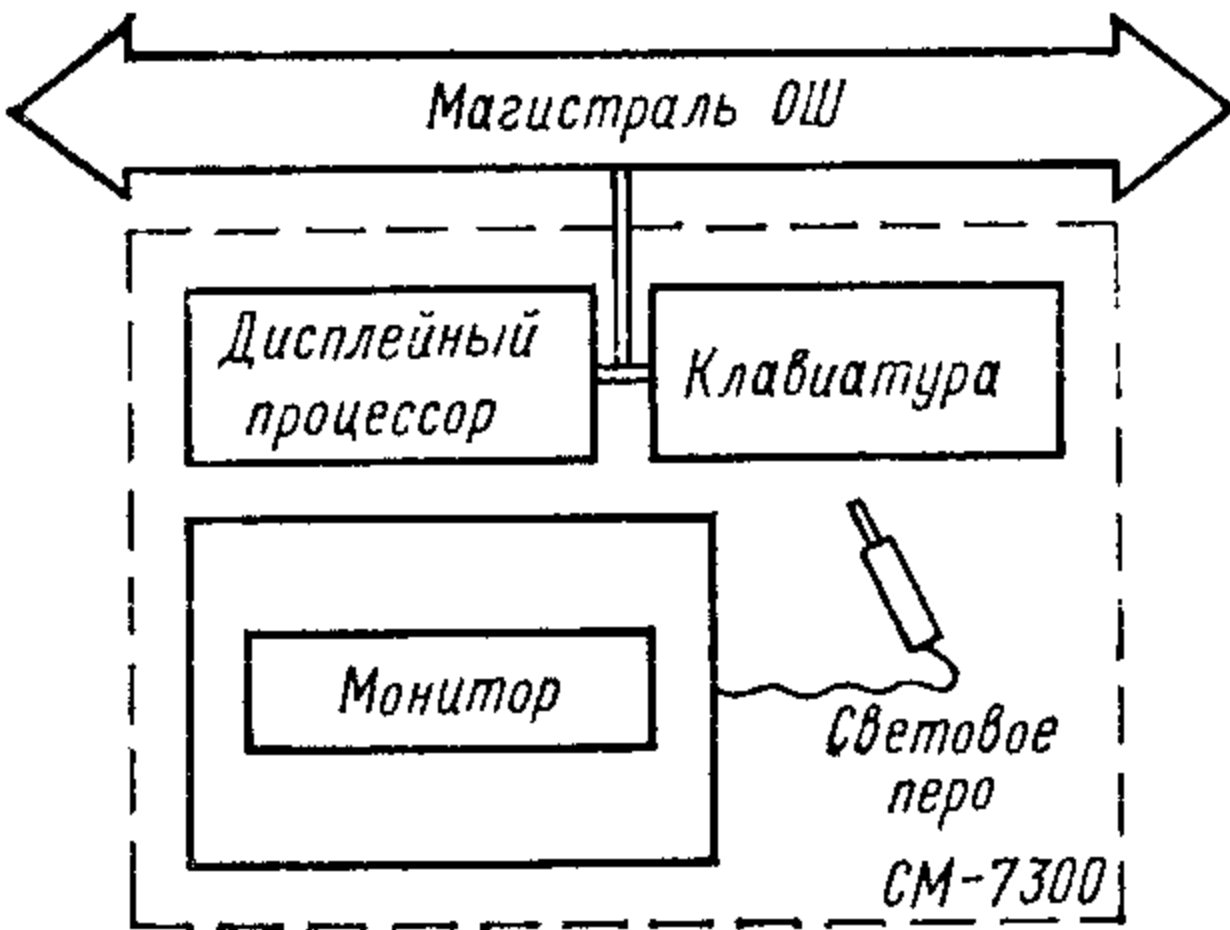 Магистраль ОШ
Дисплейный
процессор
Клавиатура
Монитор
Световое
перо
СМ-7300